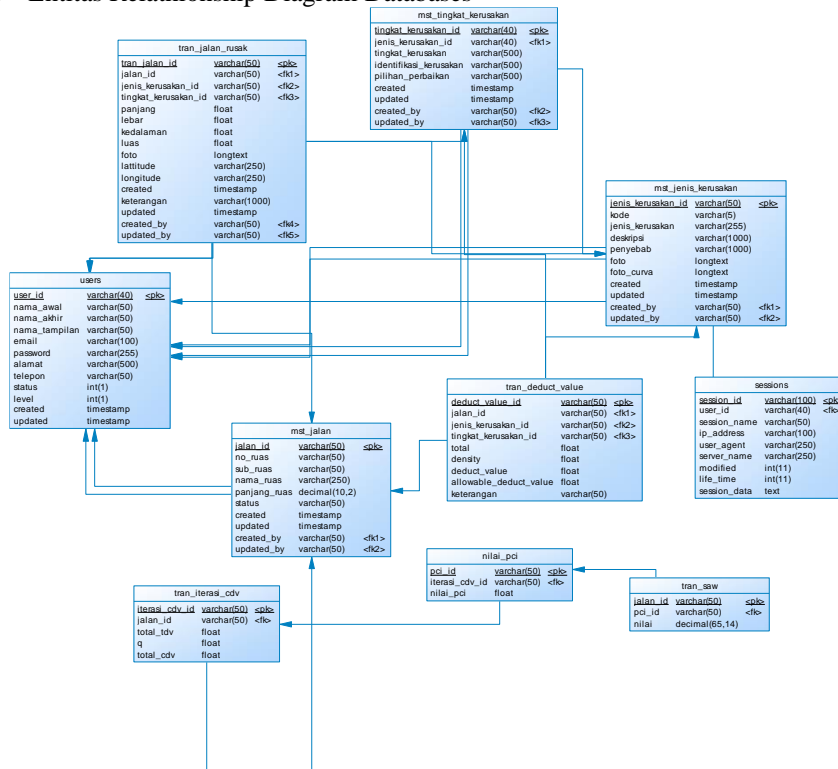 Entitas Relationship Diagram Databases
mst_tingkat_kerusakan
tingkat_kerusakan_id varchar(40) <pk>
jenis_kerusakan_id varchar(40) <fk1>
tingkat_kerusakan varchar(500)
identifikasi_kerusakan varchar(500)
pilihan_perbaikan varchar(500)
created timestamp
updated timestamp
created_by varchar(50) <fk2>
updated_by varchar(50) <fk3>
tran_jalan_rusak
tran_jalan_id varchar(50) <pk>
jalan_id varchar(50) <fk1>
jenis_kerusakan_id varchar(50) <fk2>
tingkat_kerusakan_id varchar(50) <fk3>
panjang float
lebar float
kedalaman float
luas float
foto longtext
lattitude varchar(250)
longitude varchar(250)
created timestamp
keterangan varchar(1000)
updated timestamp
created_by varchar(50) <fk4>
updated_by varchar(50) <fk5>
mst_jenis_kerusakan
jenis_kerusakan_id varchar(50) <pk>
kode varchar(5)
jenis_kerusakan varchar(255)
deskripsi varchar(1000)
penyebab varchar(1000)
foto longtext
foto_curva longtext
created timestamp
updated timestamp
created_by varchar(50) <fk1>
updated_by varchar(50) <fk2>
users
user_id varchar(40) <pk>
nama_awal varchar(50)
nama_akhir varchar(50)
nama_tampilan varchar(50)
email varchar(100)
password varchar(255)
alamat varchar(500)
telepon varchar(50)
status int(1)
level int(1)
created timestamp
updated timestamp
tran_deduct_value
deduct_value_id varchar(50) <pk>
jalan_id varchar(50) <fk1>
jenis_kerusakan_id varchar(50) <fk2>
tingkat_kerusakan_id varchar(50) <fk3>
total float
density float
deduct_value float
allowable_deduct_value float
keterangan varchar(50)
sessions
session_id varchar(100) <pk>
user_id varchar(40) <fk>
session_name varchar(50)
ip_address varchar(100)
user_agent varchar(250)
server_name varchar(250)
modified int(11)
life_time int(11)
session_data text
mst_jalan
jalan_id varchar(50) <pk>
no_ruas varchar(50)
sub_ruas varchar(50)
nama_ruas varchar(250)
panjang_ruas decimal(10,2)
status varchar(50)
created timestamp
updated timestamp
created_by varchar(50) <fk1>
updated_by varchar(50) <fk2>
nilai_pci
pci_id varchar(50) <pk>
iterasi_cdv_id varchar(50) <fk>
nilai_pci float
tran_saw
jalan_id varchar(50) <pk>
pci_id varchar(50) <fk>
nilai decimal(65,14)
tran_iterasi_cdv
iterasi_cdv_id varchar(50) <pk>
jalan_id varchar(50) <fk>
total_tdv float
q float
total_cdv float